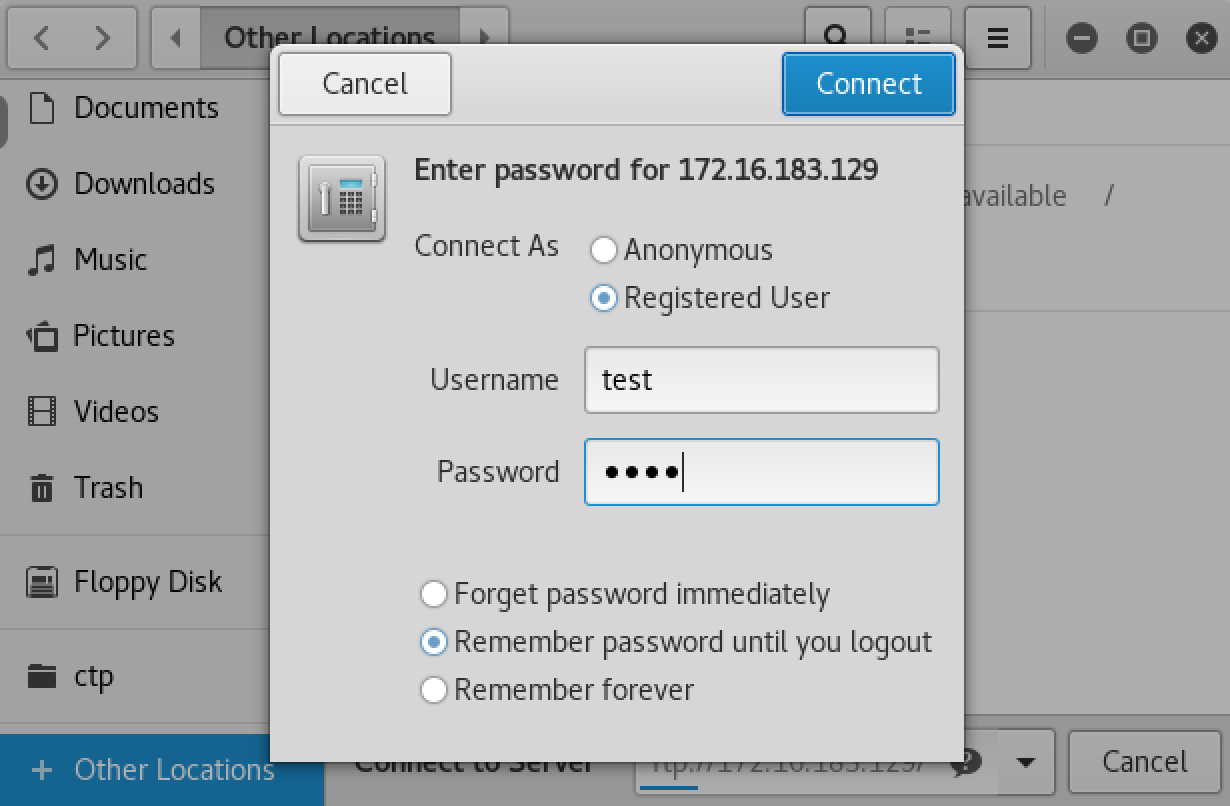 Other Locations
Documents
Downloads
Music
Pictures
Videos
Trash
Floppy Disk
ctp
+ Other Locations
Cancel
Connect
Enter password for 172.16.183.129
Connect As
Anonymous
Registered User
Username
test
Password
••••
Forget password immediately
Remember password until you logout
Remember forever
available /
Connect to Server
ftp://172.16.183.129/
Cancel